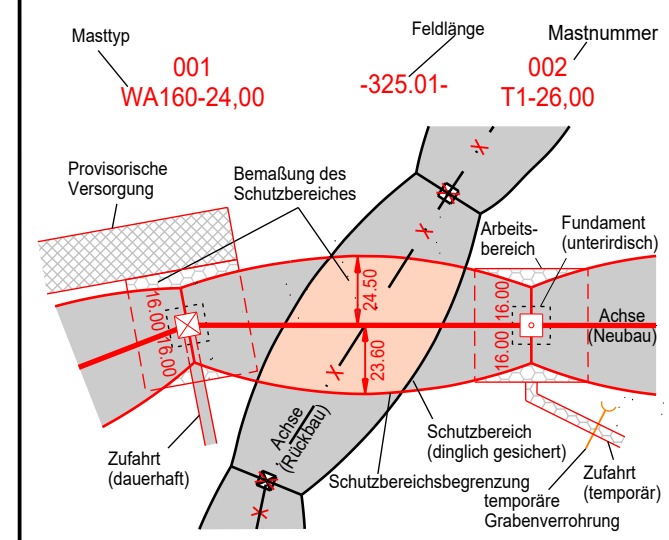 Masttyp
Feldlänge
Mastnummer
001
WA160-24,00
-325.01-
002
T1-26,00
Provisorische
Versorgung
Bemaßung des
Schutzbereiches
Arbeits-
bereich
Fundament
(unterirdisch)
16.00
16.00
24.50
23.60
16.00
16.00
Achse
(Neubau)
Achse
(Rückbau)
Zufahrt
(dauerhaft)
Schutzbereich
(dinglich gesichert)
Schutzbereichsbegrenzung
temporäre
Grabenverrohrung
Zufahrt
(temporär)